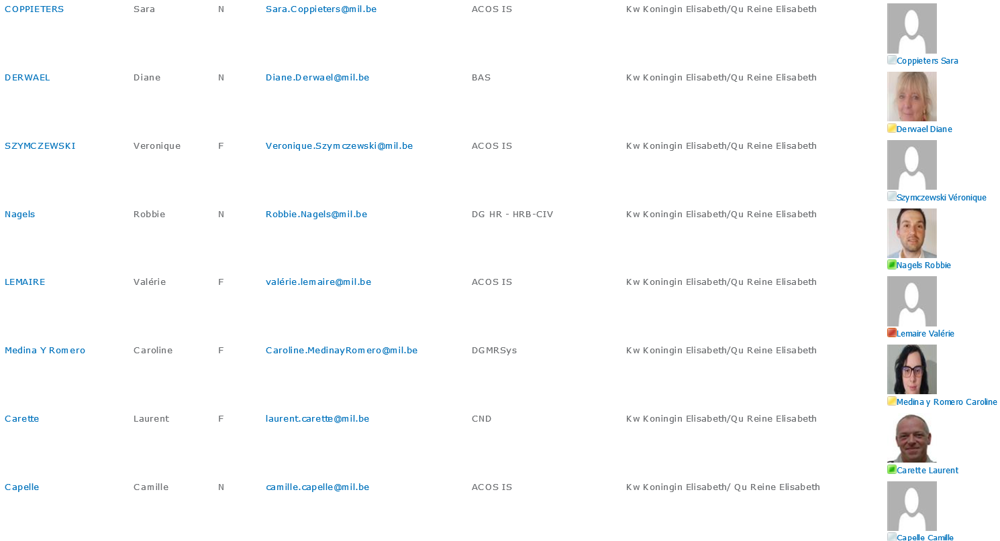 COPPIETERS Sara N Sara.Coppieters@mil.be ACOS IS Kw Koningin Elisabeth/Qu Reine Elisabeth
Coppieters Sara
DERWAEL Diane N Diane.Derwael@mil.be BAS Kw Koningin Elisabeth/Qu Reine Elisabeth
Derwael Diane
SZYMCZEWSKI Veronique F Veronique.Szymczewski@mil.be ACOS IS Kw Koningin Elisabeth/Qu Reine Elisabeth
Szymczewski Véronique
Nagels Robbie N Robbie.Nagels@mil.be DG HR - HRB-CIV Kw Koningin Elisabeth/Qu Reine Elisabeth
Nagels Robbie
LEMAIRE Valérie F valérie.lemaire@mil.be ACOS IS Kw Koningin Elisabeth/Qu Reine Elisabeth
Lemaire Valérie
Medina Y Romero Caroline F Caroline.MedinayRomero@mil.be DGMRSys Kw Koningin Elisabeth/Qu Reine Elisabeth
Medina y Romero Caroline
Carette Laurent F laurent.carette@mil.be CND Kw Koningin Elisabeth/Qu Reine Elisabeth
Carette Laurent
Capelle Camille N camille.capelle@mil.be ACOS IS Kw Koningin Elisabeth/ Qu Reine Elisabeth
Capelle Camille